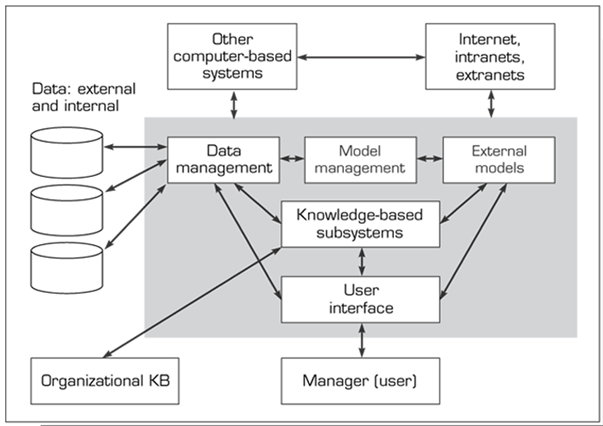 Other
computer-based
systems
Internet,
intranets,
extranets
Data: external
and internal
Data
management
Model
management
External
models
Knowledge-based
subsystems
User
interface
Organizational KB
Manager (user)